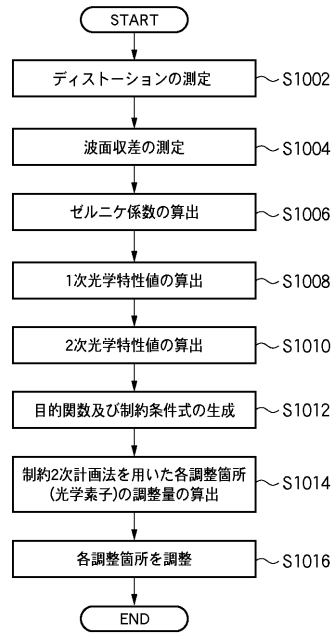 START
ディストーションの測定
S1002
波面収差の測定
S1004
ゼルニケ係数の算出
S1006
1次光学特性値の算出
S1008
2次光学特性値の算出
S1010
目的関数及び制約条件式の生成
S1012
制約2次計画法を用いた各調整箇所
(光学素子)の調整量の算出
S1014
各調整箇所を調整
S1016
END